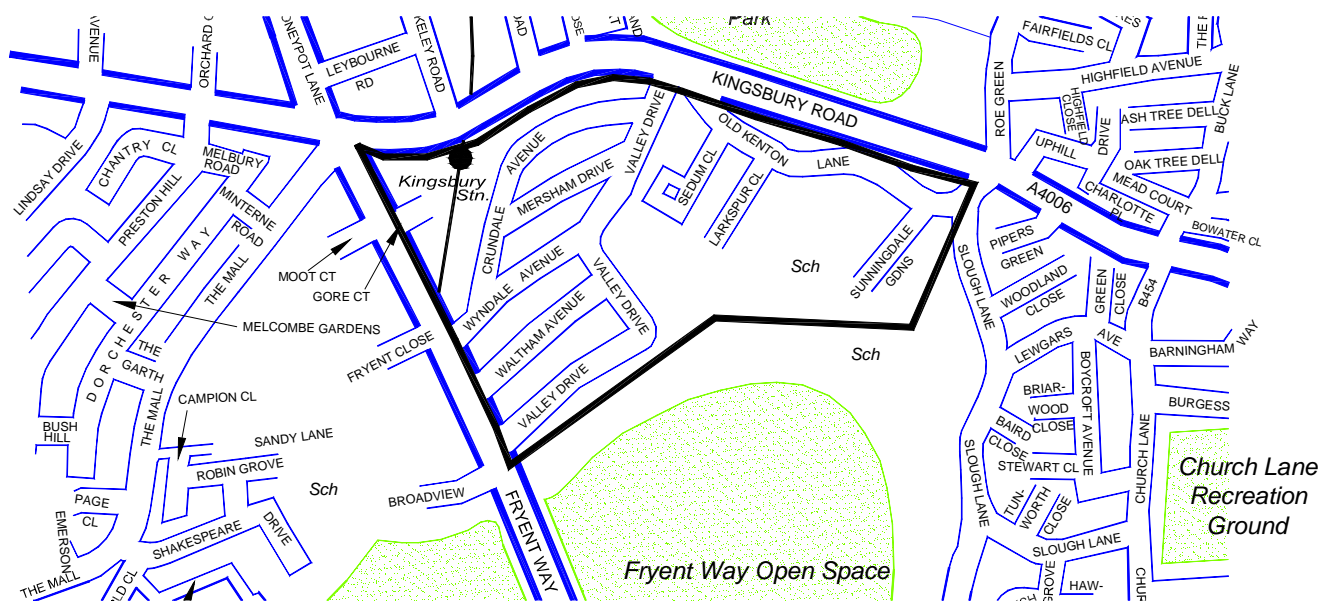 Park
AVENUE
ORCHARD
HONEYPOT LANE
LEYBOURNE
RD
ROAD
KINGSBURY ROAD
ROE GREEN
FAIRFIELDS CL
HIGHFIELD AVENUE
HIGHFIELD
CLOSE
DRIVE
ASH TREE DELL
BUCK LANE
UPHILL
OAK TREE DELL
MEAD COURT
CHARLOTTE
PL
BOWATER CL
A4006
LINDSAY DRIVE
CHANTRY CL
MELBURY
ROAD
PRESTON HILL
MINTERNE
ROAD
DORCHESTER WAY
THE MALL
Kingsbury
Stn.
CRUNDALE AVENUE
MERSHAM DRIVE
VALLEY DRIVE
OLD KENTON LANE
SEDUM CL
LARKSPUR CL
SUNNINGDALE
GDNS
Sch
MOOT CT
GORE CT
MELCOMBE GARDENS
WYNDALE AVENUE
WALTHAM AVENUE
VALLEY DRIVE
VALLEY DRIVE
FRYENT CLOSE
Sch
SLOUGH LANE
PIPERS
GREEN
WOODLAND
CLOSE
GREEN
CLOSE
B454
LEWGARS AVE
BARNINGHAM WAY
THE
GARTH
THE MALL
CAMPION CL
BUSH
HILL
SANDY LANE
ROBIN GROVE
Sch
BROADVIEW
FRYENT WAY
BRIAR-
WOOD
CLOSE
BOYCROFT AVENUE
BURGESS
BAIRD
CLOSE
STEWART CL
CHURCH LANE
SLOUGH LANE
TUN-
WORTH
CLOSE
SLOUGH LANE
Church Lane
Recreation
Ground
PAGE
CL
EMERSON
SHAKESPEARE
DRIVE
THE MALL
Fryent Way Open Space
GROVE
HAW-